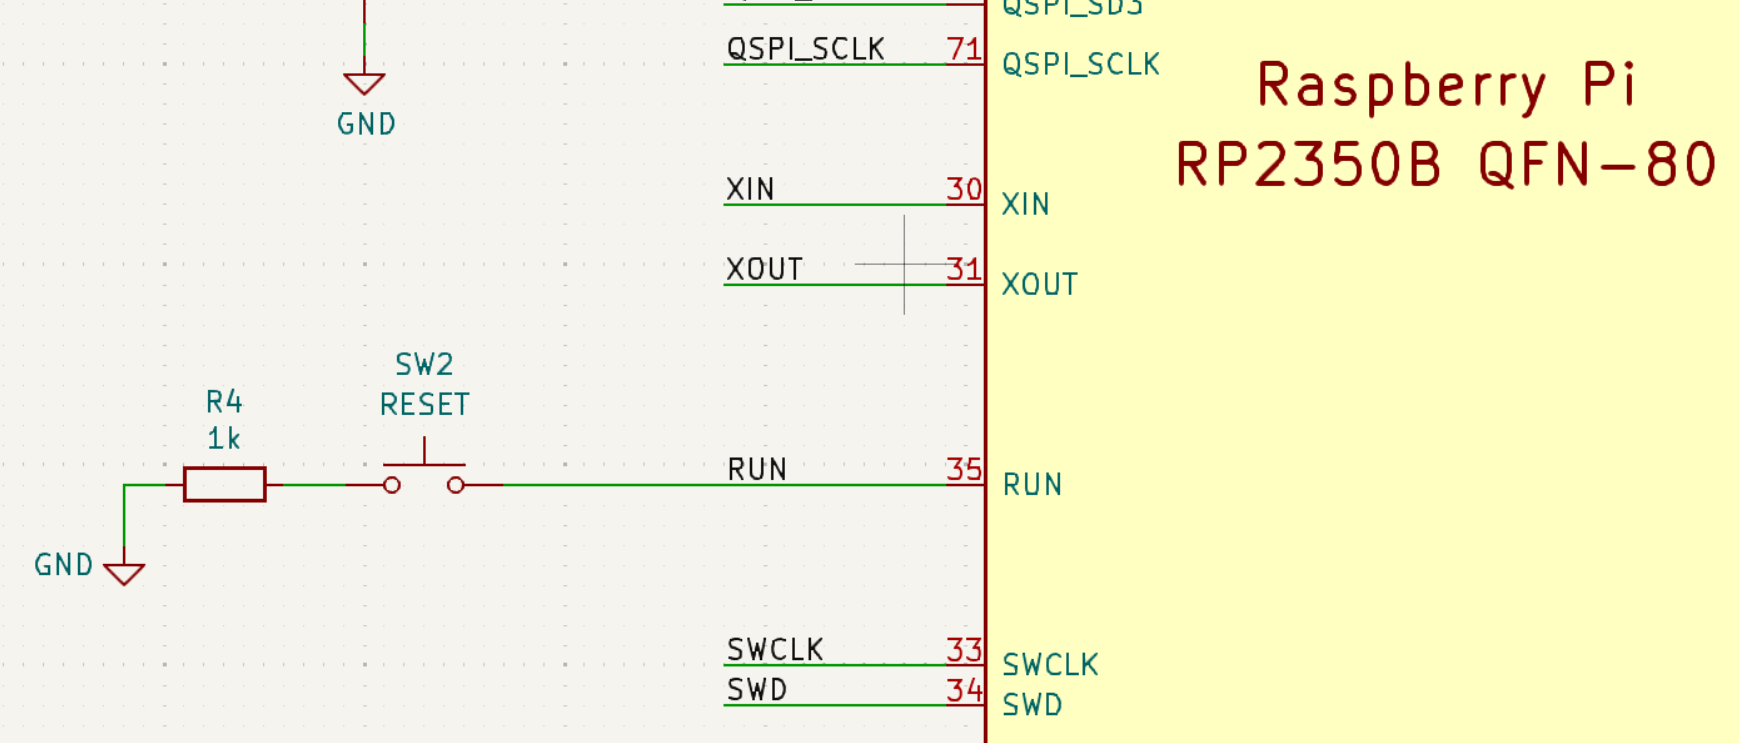 QSPI_SD3
QSPI_SCLK
71
QSPI_SCLK
Raspberry Pi
RP2350B QFN-80
GND
XIN
30
XIN
XOUT
31
XOUT
SW2
RESET
R4
1k
RUN
35
RUN
GND
SWCLK
33
SWCLK
SWD
34
SWD